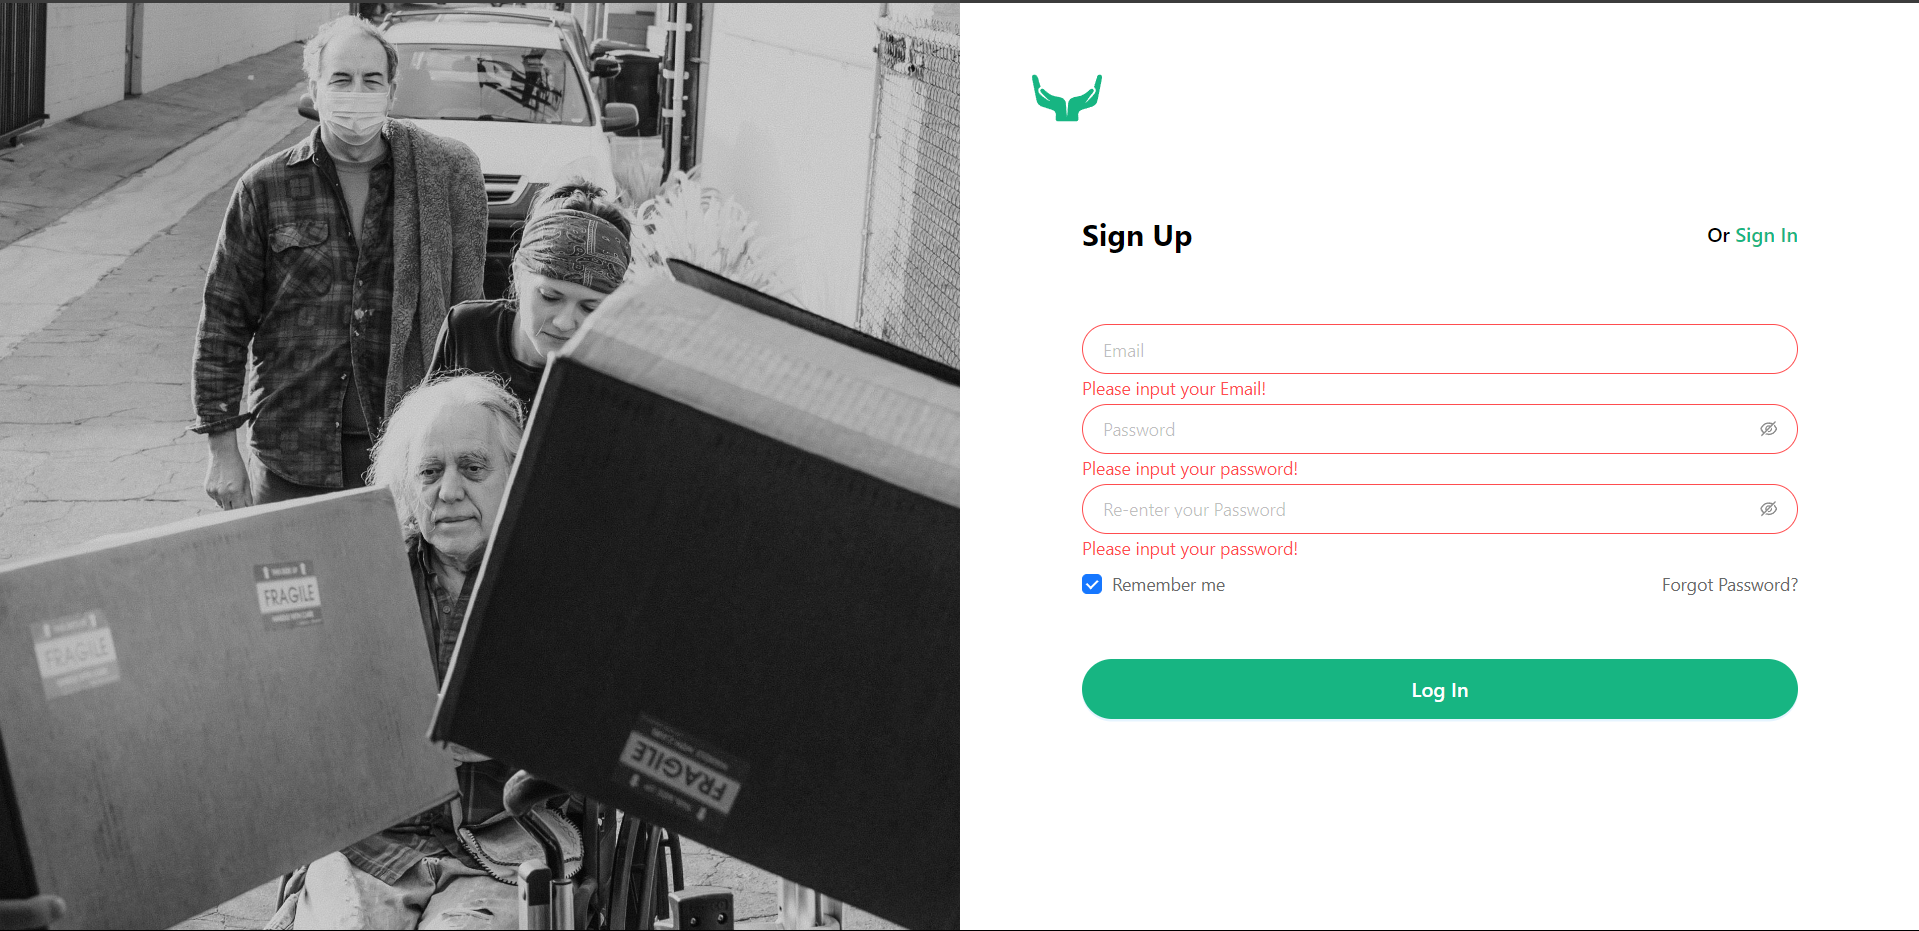 Sign Up
Or Sign In
Email
Please input your Email!
Password
Please input your password!
Re-enter your Password
Please input your password!
Remember me
Forgot Password?
Log In
FRAGILE
FRAGILE
FRAGILE